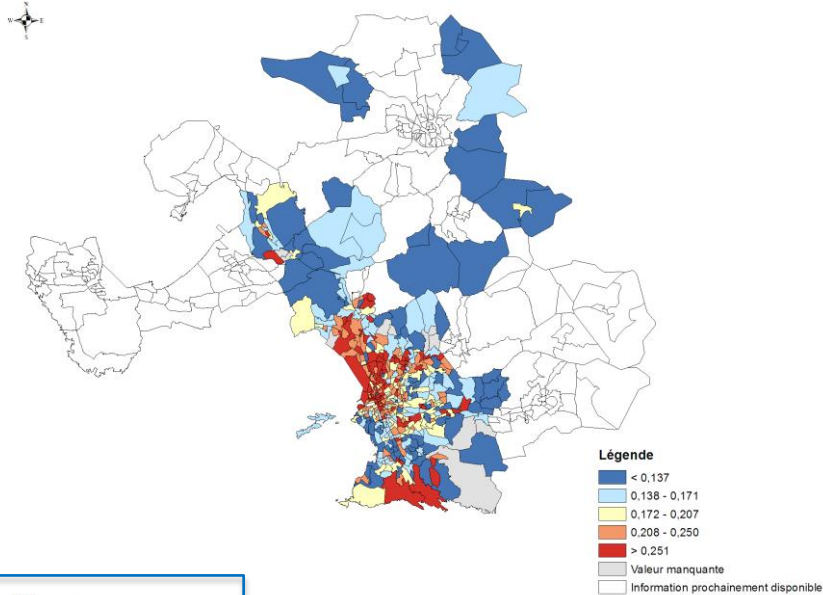 N
W E
S
Légende
< 0,137
0,138 - 0,171
0,172 - 0,207
0,208 - 0,250
> 0,251
Valeur manquante
Information prochainement disponible